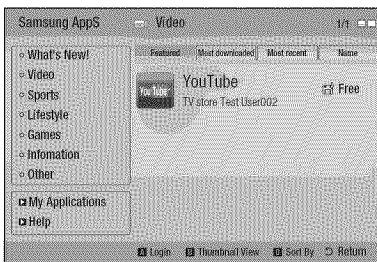 Samsung AppS
Video
1/1
What's New!
Video
Sports
Lifestyle
Games
Infomation
Other
My Applications
Help
Featured Most downloaded Most recent Name
YouTube
YouTube
TV store Test User002
Free
A Login B Thumbnail View D Sort By Return